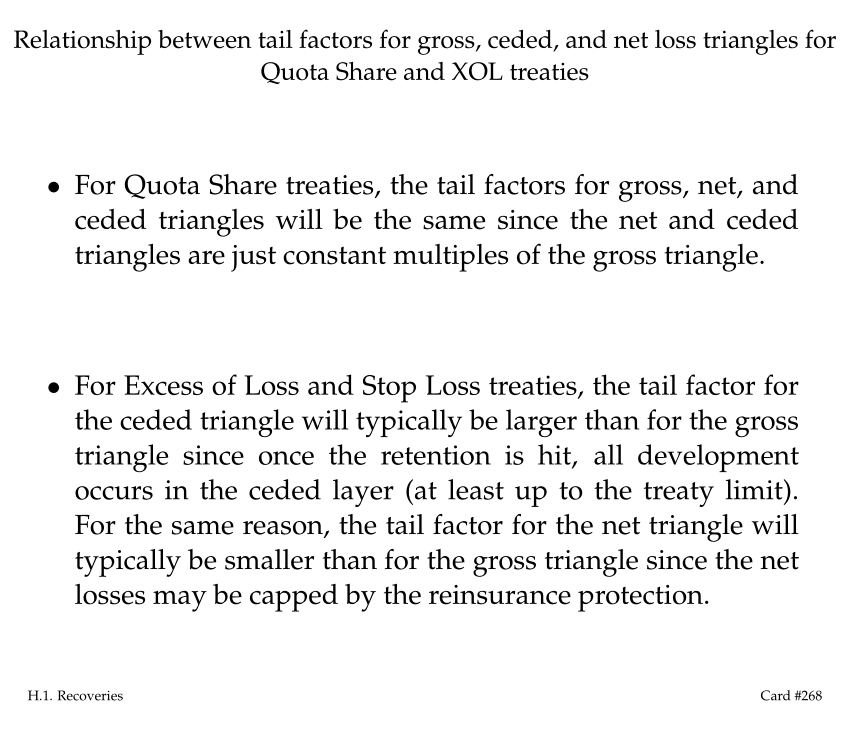 Relationship between tail factors for gross, ceded, and net loss triangles for
Quota Share and XOL treaties
• For Quota Share treaties, the tail factors for gross, net, and
ceded triangles will be the same since the net and ceded
triangles are just constant multiples of the gross triangle.
• For Excess of Loss and Stop Loss treaties, the tail factor for
the ceded triangle will typically be larger than for the gross
triangle since once the retention is hit, all development
occurs in the ceded layer (at least up to the treaty limit).
For the same reason, the tail factor for the net triangle will
typically be smaller than for the gross triangle since the net
losses may be capped by the reinsurance protection.
H.1. Recoveries
Card #268